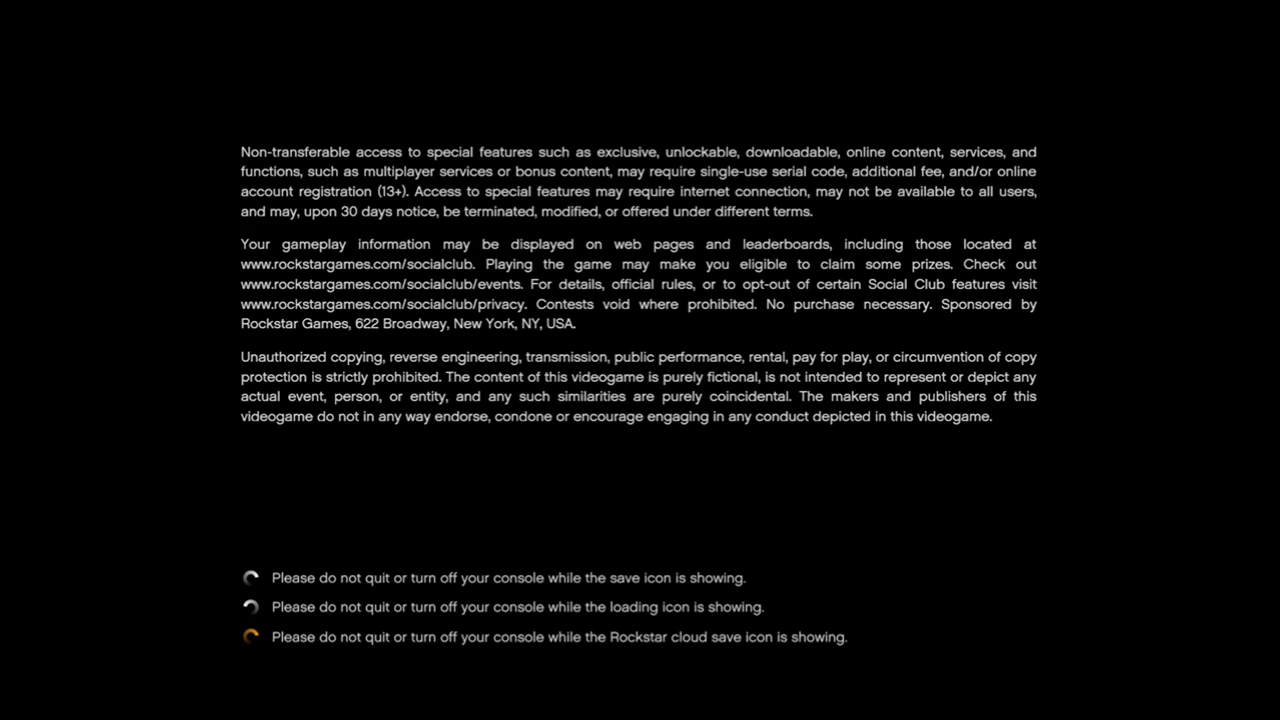 Non-transferable access to special features such as exclusive, unlockable, downloadable, online content, services, and
functions, such as multiplayer services or bonus content, may require single-use serial code, additional fee, and/or online
account registration (13+). Access to special features may require internet connection, may not be available to all users,
and may, upon 30 days notice, be terminated, modified, or offered under different terms.
Your gameplay information may be displayed on web pages and leaderboards, including those located at
www.rockstargames.com/socialclub. Playing the game may make you eligible to claim some prizes. Check out
www.rockstargames.com/socialclub/events. For details, official rules, or to opt-out of certain Social Club features visit
www.rockstargames.com/socialclub/privacy. Contests void where prohibited. No purchase necessary. Sponsored by
Rockstar Games, 622 Broadway, New York, NY, USA.
Unauthorized copying, reverse engineering, transmission, public performance, rental, pay for play, or circumvention of copy
protection is strictly prohibited. The content of this videogame is purely fictional, is not intended to represent or depict any
actual event, person, or entity, and any such similarities are purely coincidental. The makers and publishers of this
videogame do not in any way endorse, condone or encourage engaging in any conduct depicted in this videogame.
Please do not quit or turn off your console while the save icon is showing.
Please do not quit or turn off your console while the loading icon is showing.
Please do not quit or turn off your console while the Rockstar cloud save icon is showing.